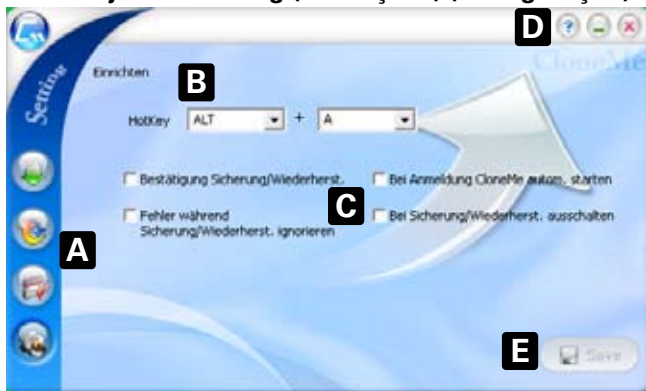 D
CloneMe
Setting
Einrichten
B
HotKey ALT + A
Bestätigung Sicherung/Wiederherst.
Bei Anmeldung CloneMe autom. starten
C
Fehler während
Sicherung/Wiederherst. ignorieren
Bei Sicherung/Wiederherst. ausschalten
A
E
Save